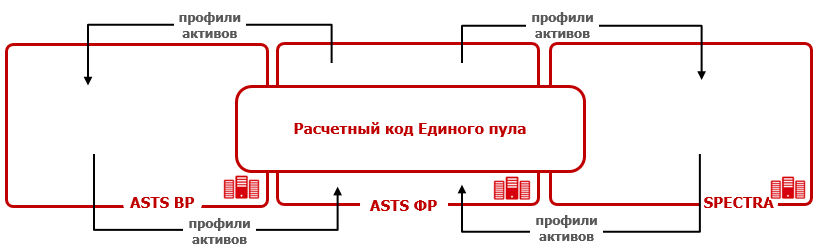 профили
активов
профили
активов
Расчетный код Единого пула
ASTS ВР
ASTS ФР
SPECTRA
профили
активов
профили
активов